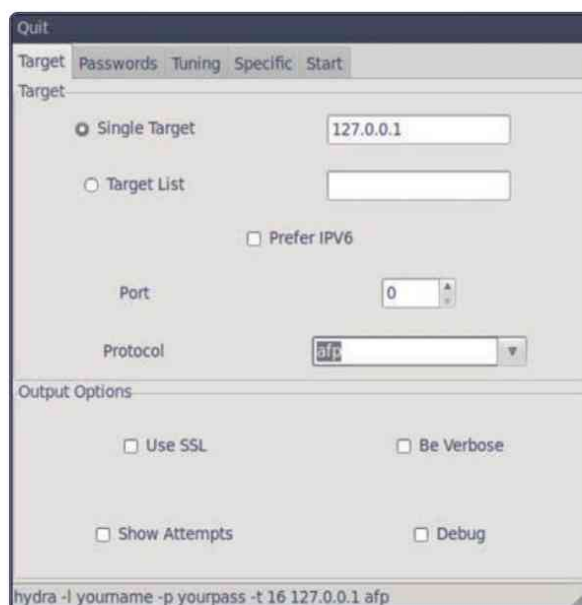 Quit
Target Passwords Tuning Specific Start
Target
Single Target 127.0.0.1
Target List
Prefer IPV6
Port 0
Protocol afp
Output Options
Use SSL Be Verbose
Show Attempts Debug
hydra -l yourname -p yourpass -t 16 127.0.0.1 afp